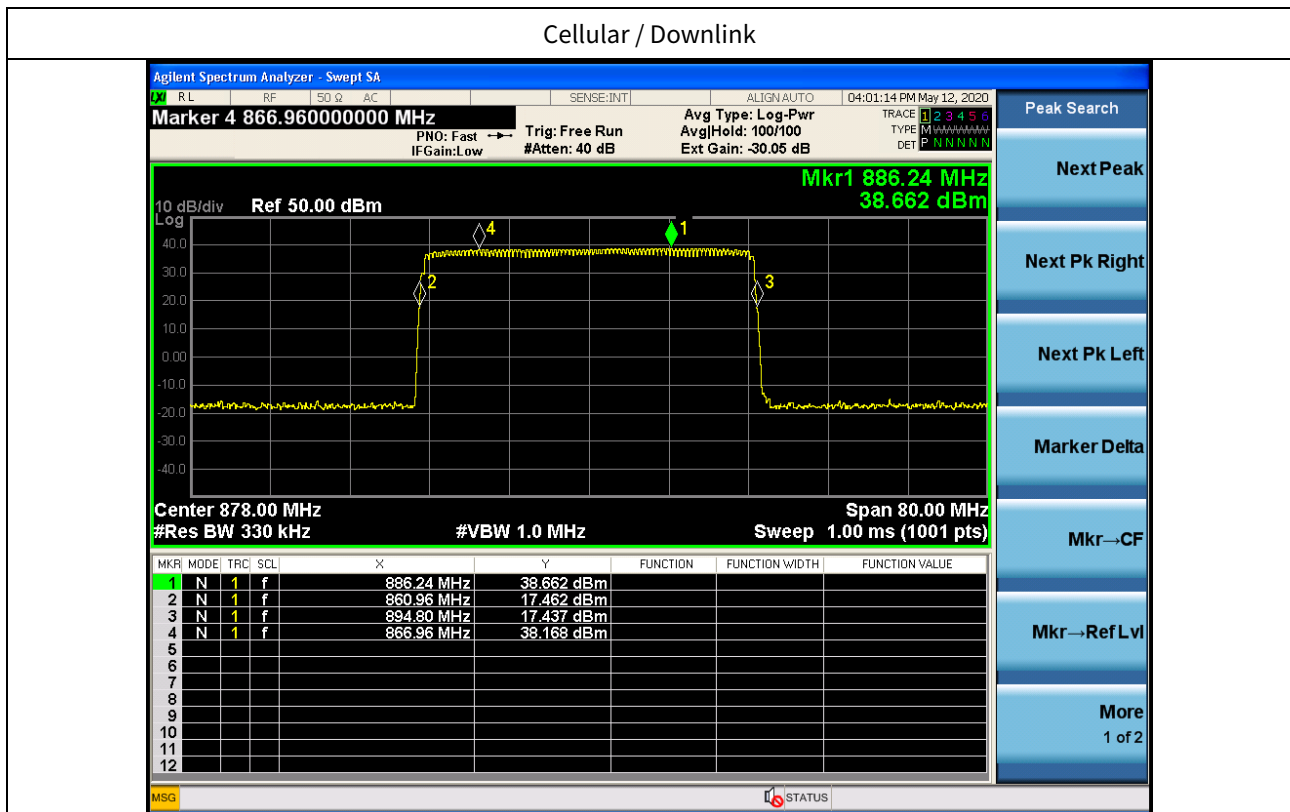 Cellular / Downlink
Agilent Spectrum Analyzer - Swept SA
LXI RL RF 50 Ω AC SENSE:INT ALIGN AUTO 04:01:14 PM May 12, 2020
Marker 4 866.960000000 MHz
PNO: Fast
IFGain:Low
Trig: Free Run
#Atten: 40 dB
Avg Type: Log-Pwr
Avg|Hold: 100/100
Ext Gain: -30.05 dB
TRACE 1 2 3 4 5 6
TYPE M WWWWW
DET P N N N N N
Peak Search
Next Peak
Next Pk Right
Next Pk Left
Marker Delta
Mkr→CF
Mkr→Ref Lvl
More
1 of 2
Mkr1 886.24 MHz
38.662 dBm
10 dB/div Ref 50.00 dBm
Log
40.0
30.0
20.0
10.0
0.00
-10.0
-20.0
-30.0
-40.0
4
1
2
3
Center 878.00 MHz Span 80.00 MHz
#Res BW 330 kHz #VBW 1.0 MHz Sweep 1.00 ms (1001 pts)
MKR MODE TRC SCL X Y FUNCTION FUNCTION WIDTH FUNCTION VALUE
1 N 1 f 886.24 MHz 38.662 dBm
2 N 1 f 860.96 MHz 17.462 dBm
3 N 1 f 894.80 MHz 17.437 dBm
4 N 1 f 866.96 MHz 38.168 dBm
5
6
7
8
9
10
11
12
MSG STATUS